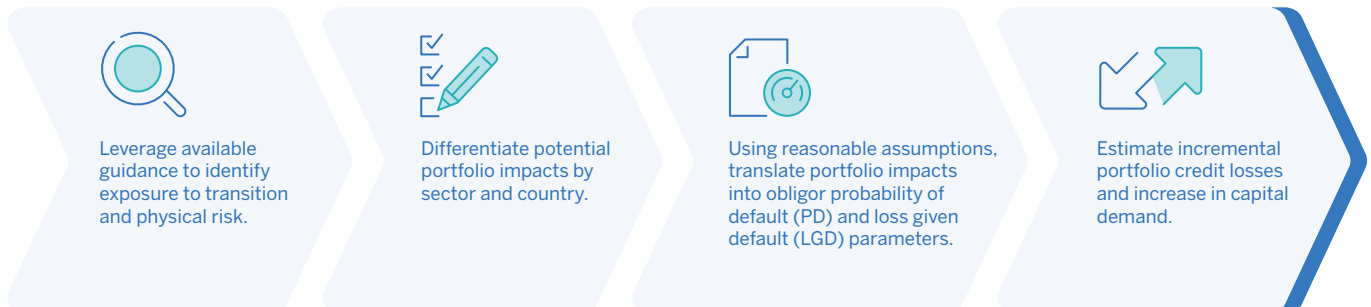 Leverage available
guidance to identify
exposure to transition
and physical risk.
Differentiate potential
portfolio impacts by
sector and country.
Using reasonable assumptions,
translate portfolio impacts
into obligor probability of
default (PD) and loss given
default (LGD) parameters.
Estimate incremental
portfolio credit losses
and increase in capital
demand.